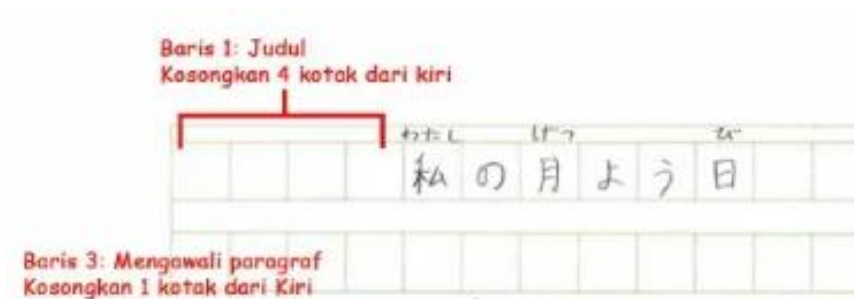 Baris 1: Judul
Kosongkan 4 kotak dari kiri
わたし げつ び
私の月よう日
Baris 3: Mengawali paragraf
Kosongkan 1 kotak dari Kiri